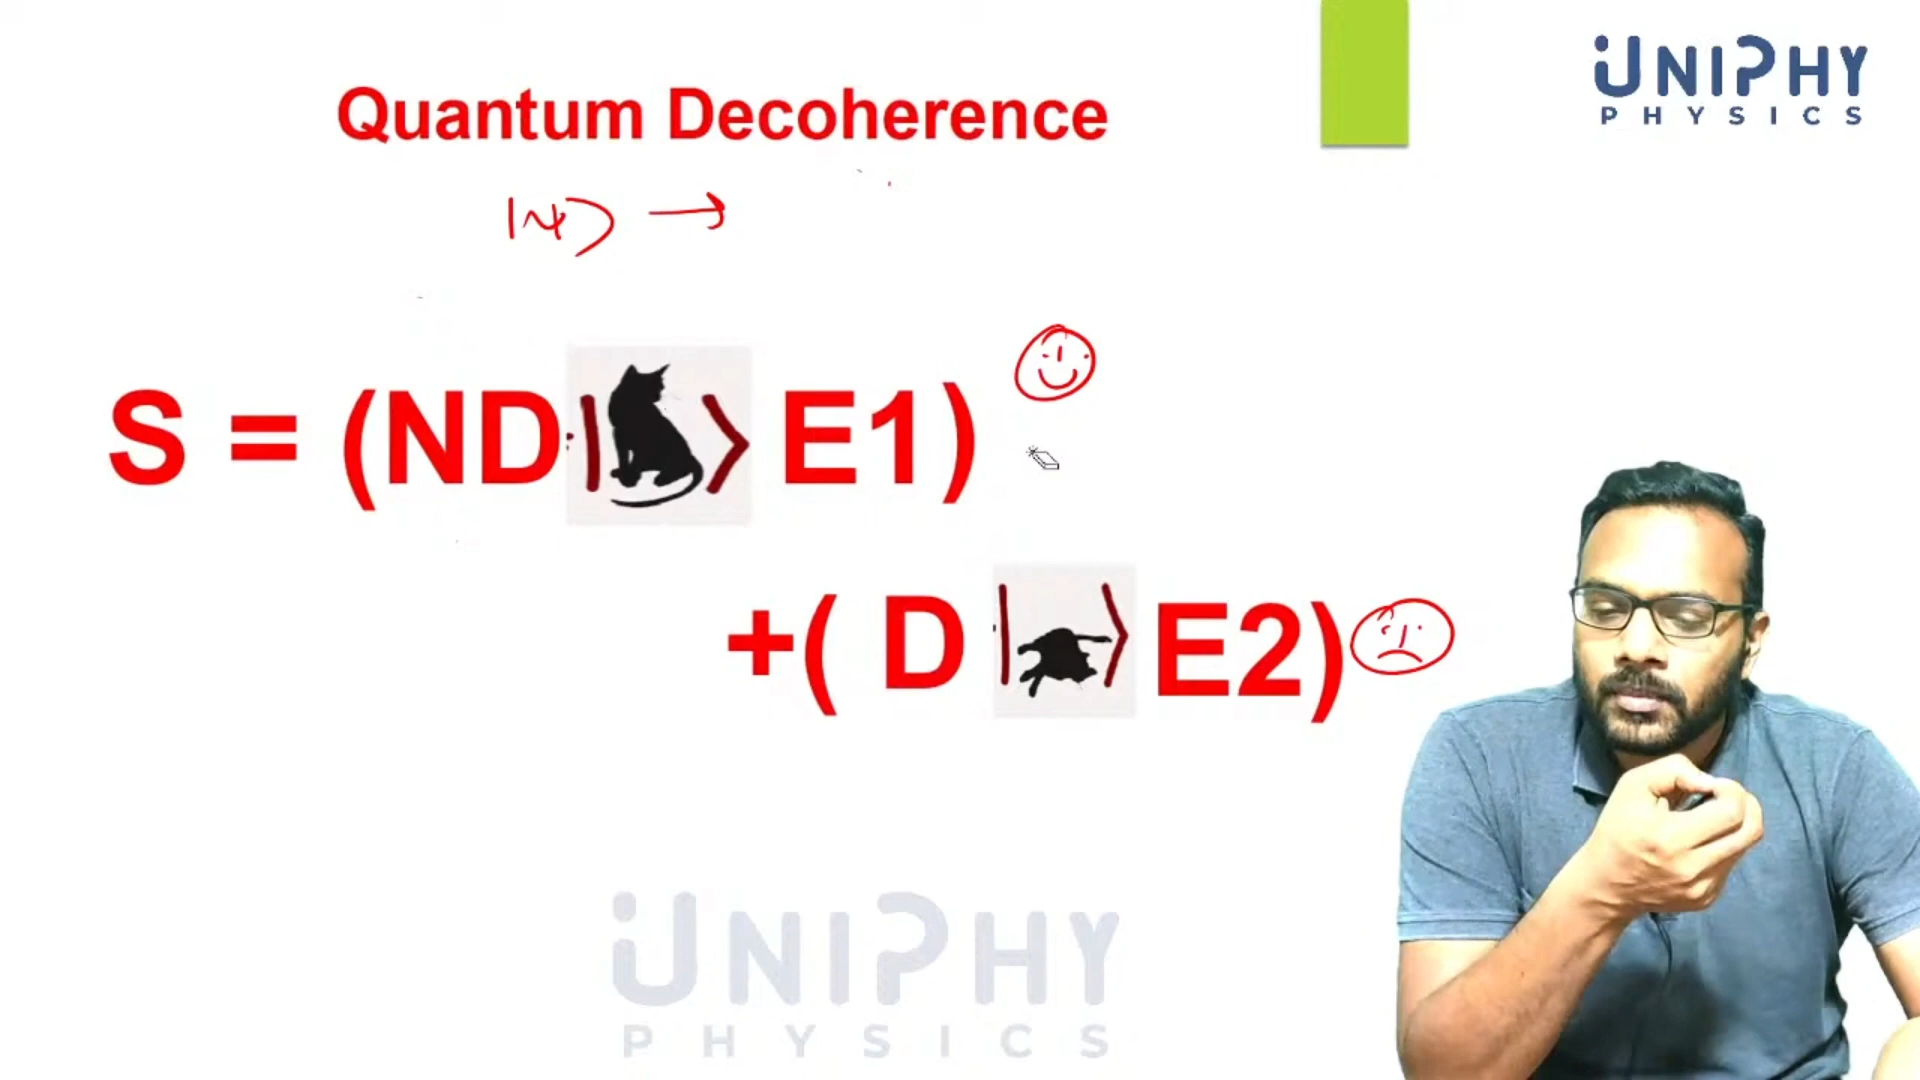 Quantum Decoherence
UNIPHY
PHYSICS
|ψ⟩ →
S = (ND |⟩ E1)
+( D |⟩ E2)
UNIPHY
PHYSICS